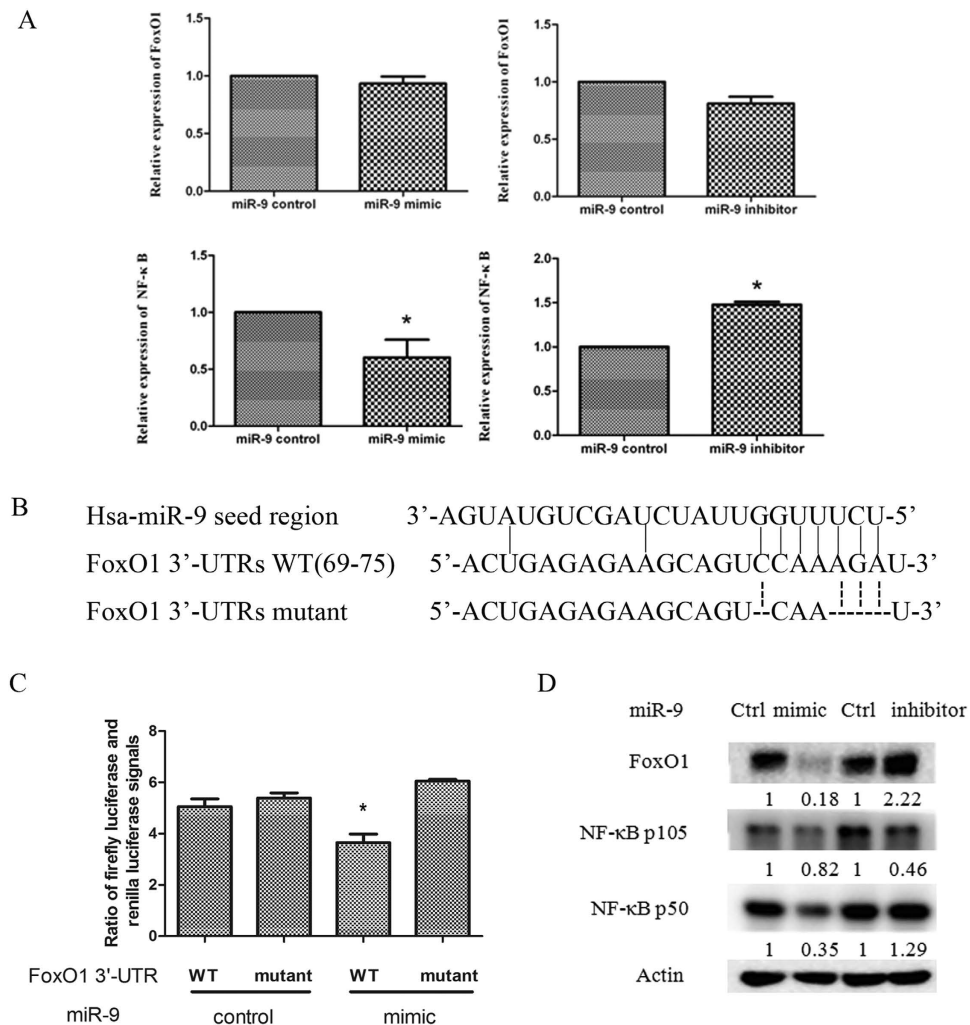 A
Relative expression of FoxO1
1.5
1.0
0.5
0.0
miR-9 control
miR-9 mimic
Relative expression of FoxO1
1.5
1.0
0.5
0.0
miR-9 control
miR-9 inhibitor
Relative expression of NF-κ B
1.5
1.0
0.5
0.0
*
miR-9 control
miR-9 mimic
Relative expression of NF-κ B
2.0
1.5
1.0
0.5
0.0
*
miR-9 control
miR-9 inhibitor
B
Hsa-miR-9 seed region 3’-AGUAUGUCGAUCUAUUGGUUUCU-5’
FoxO1 3’-UTRs WT(69-75) 5’-ACUGAGAGAAGCAGUCCAAAGAU-3’
FoxO1 3’-UTRs mutant 5’-ACUGAGAGAAGCAGU--CAA------U-3’
C
Ratio of firefly luciferase and
renilla luciferase signals
8
6
4
2
0
*
FoxO1 3'-UTR WT mutant WT mutant
miR-9 control mimic
D
miR-9 Ctrl mimic Ctrl inhibitor
FoxO1
1 0.18 1 2.22
NF-κB p105
1 0.82 1 0.46
NF-κB p50
1 0.35 1 1.29
Actin